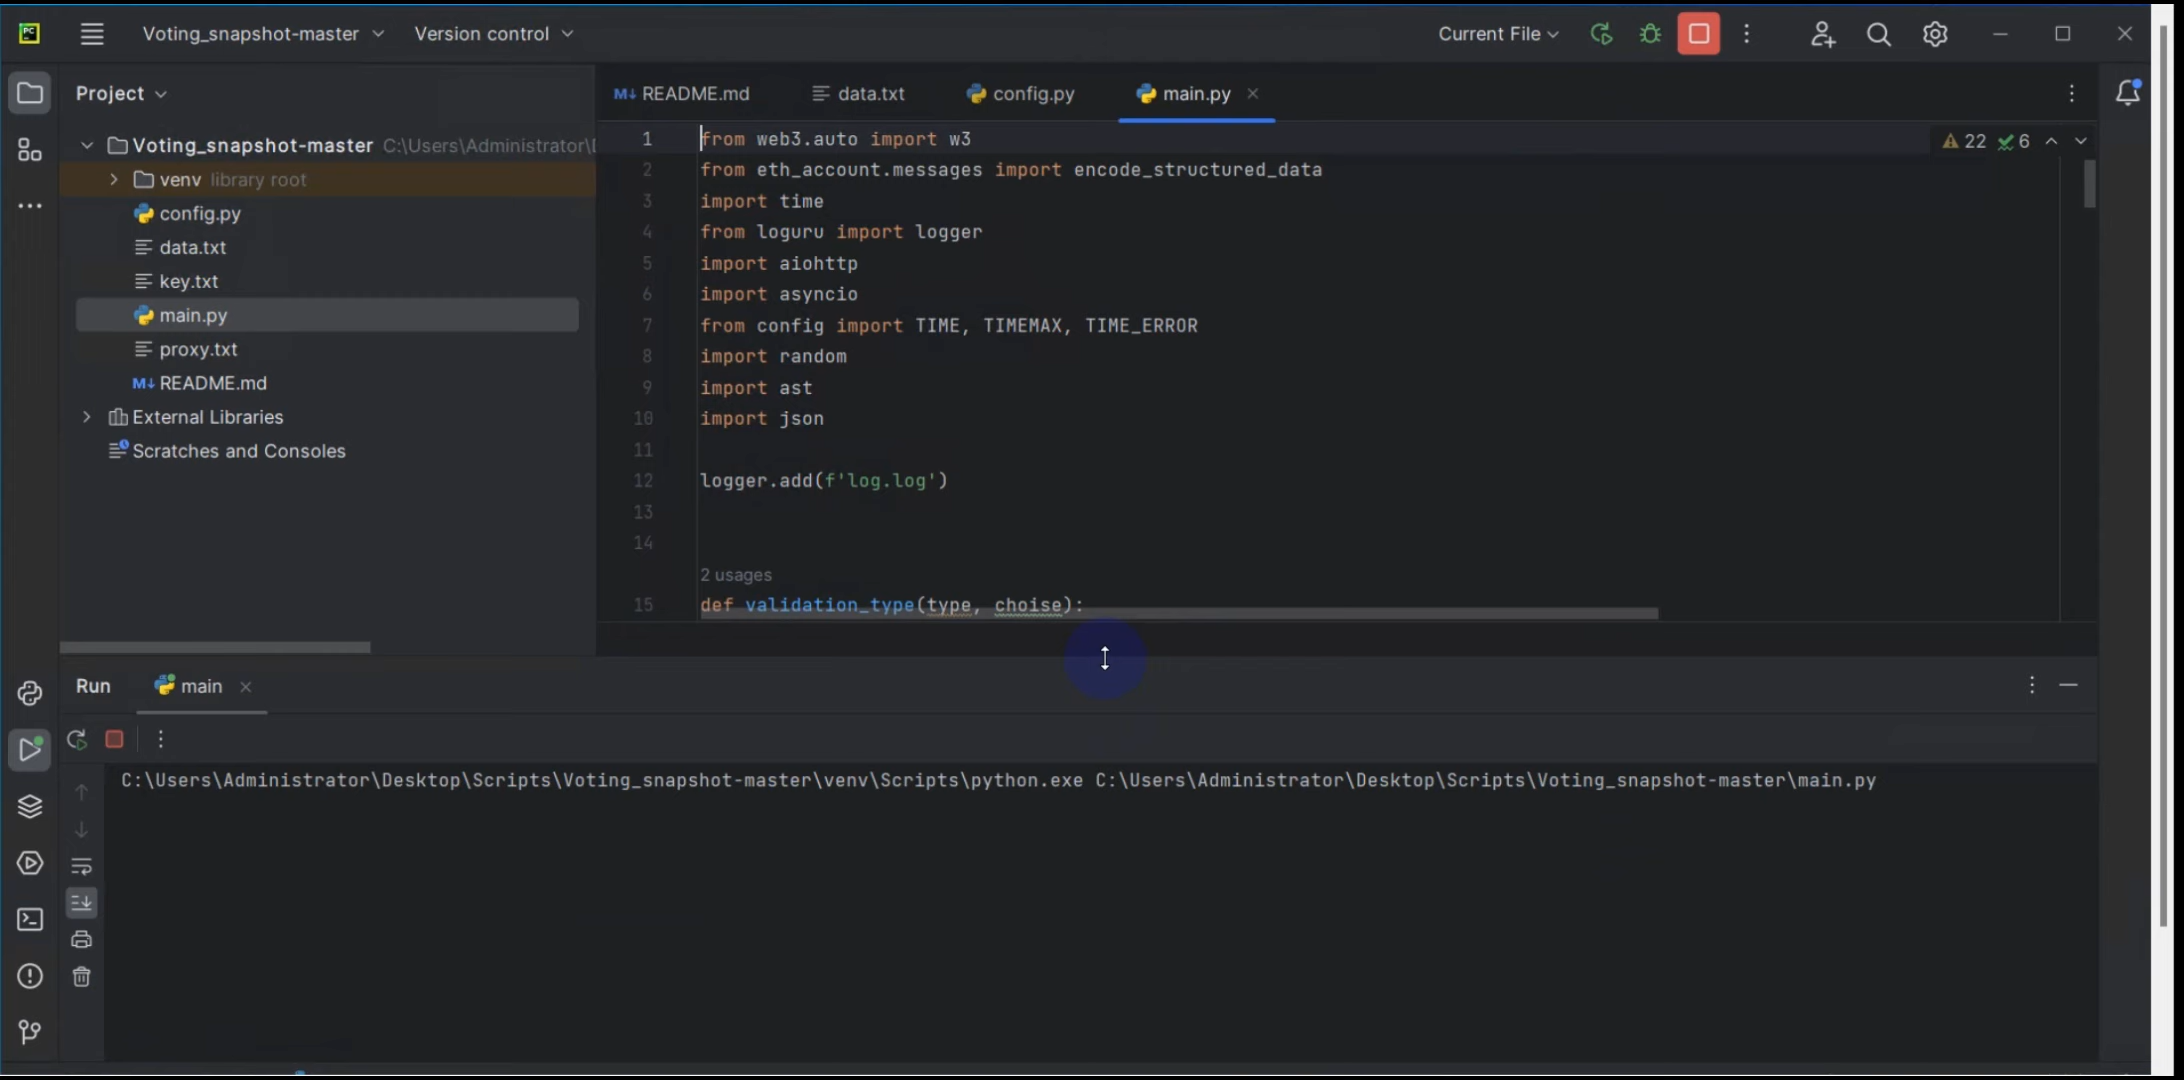 PC
Voting_snapshot-master
Version control
Current File
Project
Voting_snapshot-master C:\Users\Administrator\
venv library root
config.py
data.txt
key.txt
main.py
proxy.txt
M↓ README.md
External Libraries
Scratches and Consoles
M↓ README.md
data.txt
config.py
main.py
22
6
1 from web3.auto import w3
2 from eth_account.messages import encode_structured_data
3 import time
4 from loguru import logger
5 import aiohttp
6 import asyncio
7 from config import TIME, TIMEMAX, TIME_ERROR
8 import random
9 import ast
10 import json
11
12 logger.add(f'log.log')
13
14
2 usages
15 def validation_type(type, choise):
Run
main
C:\Users\Administrator\Desktop\Scripts\Voting_snapshot-master\venv\Scripts\python.exe C:\Users\Administrator\Desktop\Scripts\Voting_snapshot-master\main.py